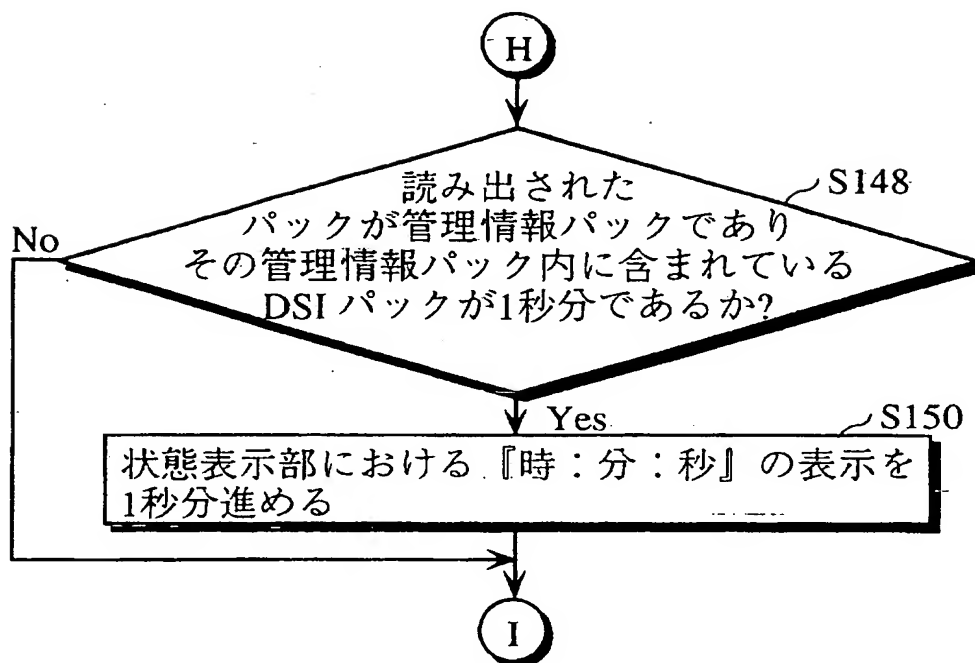 H
読み出された
パックが管理情報パックであり
その管理情報パック内に含まれている
DSI パックが1秒分であるか?
S148
No
Yes
S150
状態表示部における『時：分：秒』の表示を
1秒分進める
I